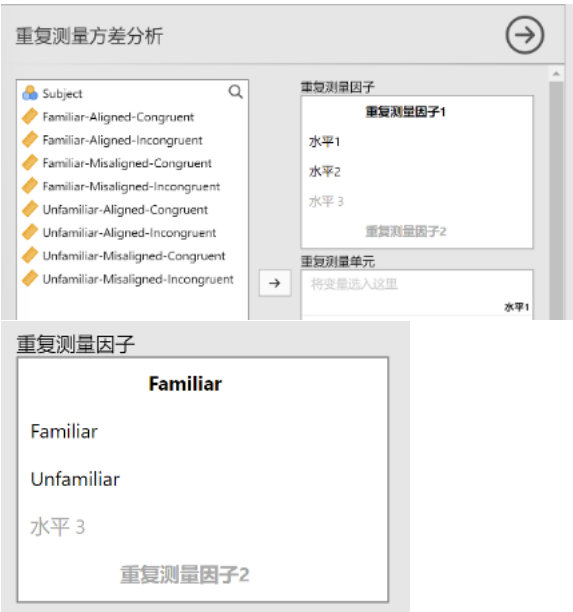 重复测量方差分析
Subject
Familiar-Aligned-Congruent
Familiar-Aligned-Incongruent
Familiar-Misaligned-Congruent
Familiar-Misaligned-Incongruent
Unfamiliar-Aligned-Congruent
Unfamiliar-Aligned-Incongruent
Unfamiliar-Misaligned-Congruent
Unfamiliar-Misaligned-Incongruent
重复测量因子
重复测量因子1
水平1
水平2
水平 3
重复测量因子2
重复测量单元
将变量选入这里
水平1
重复测量因子
Familiar
Familiar
Unfamiliar
水平 3
重复测量因子2